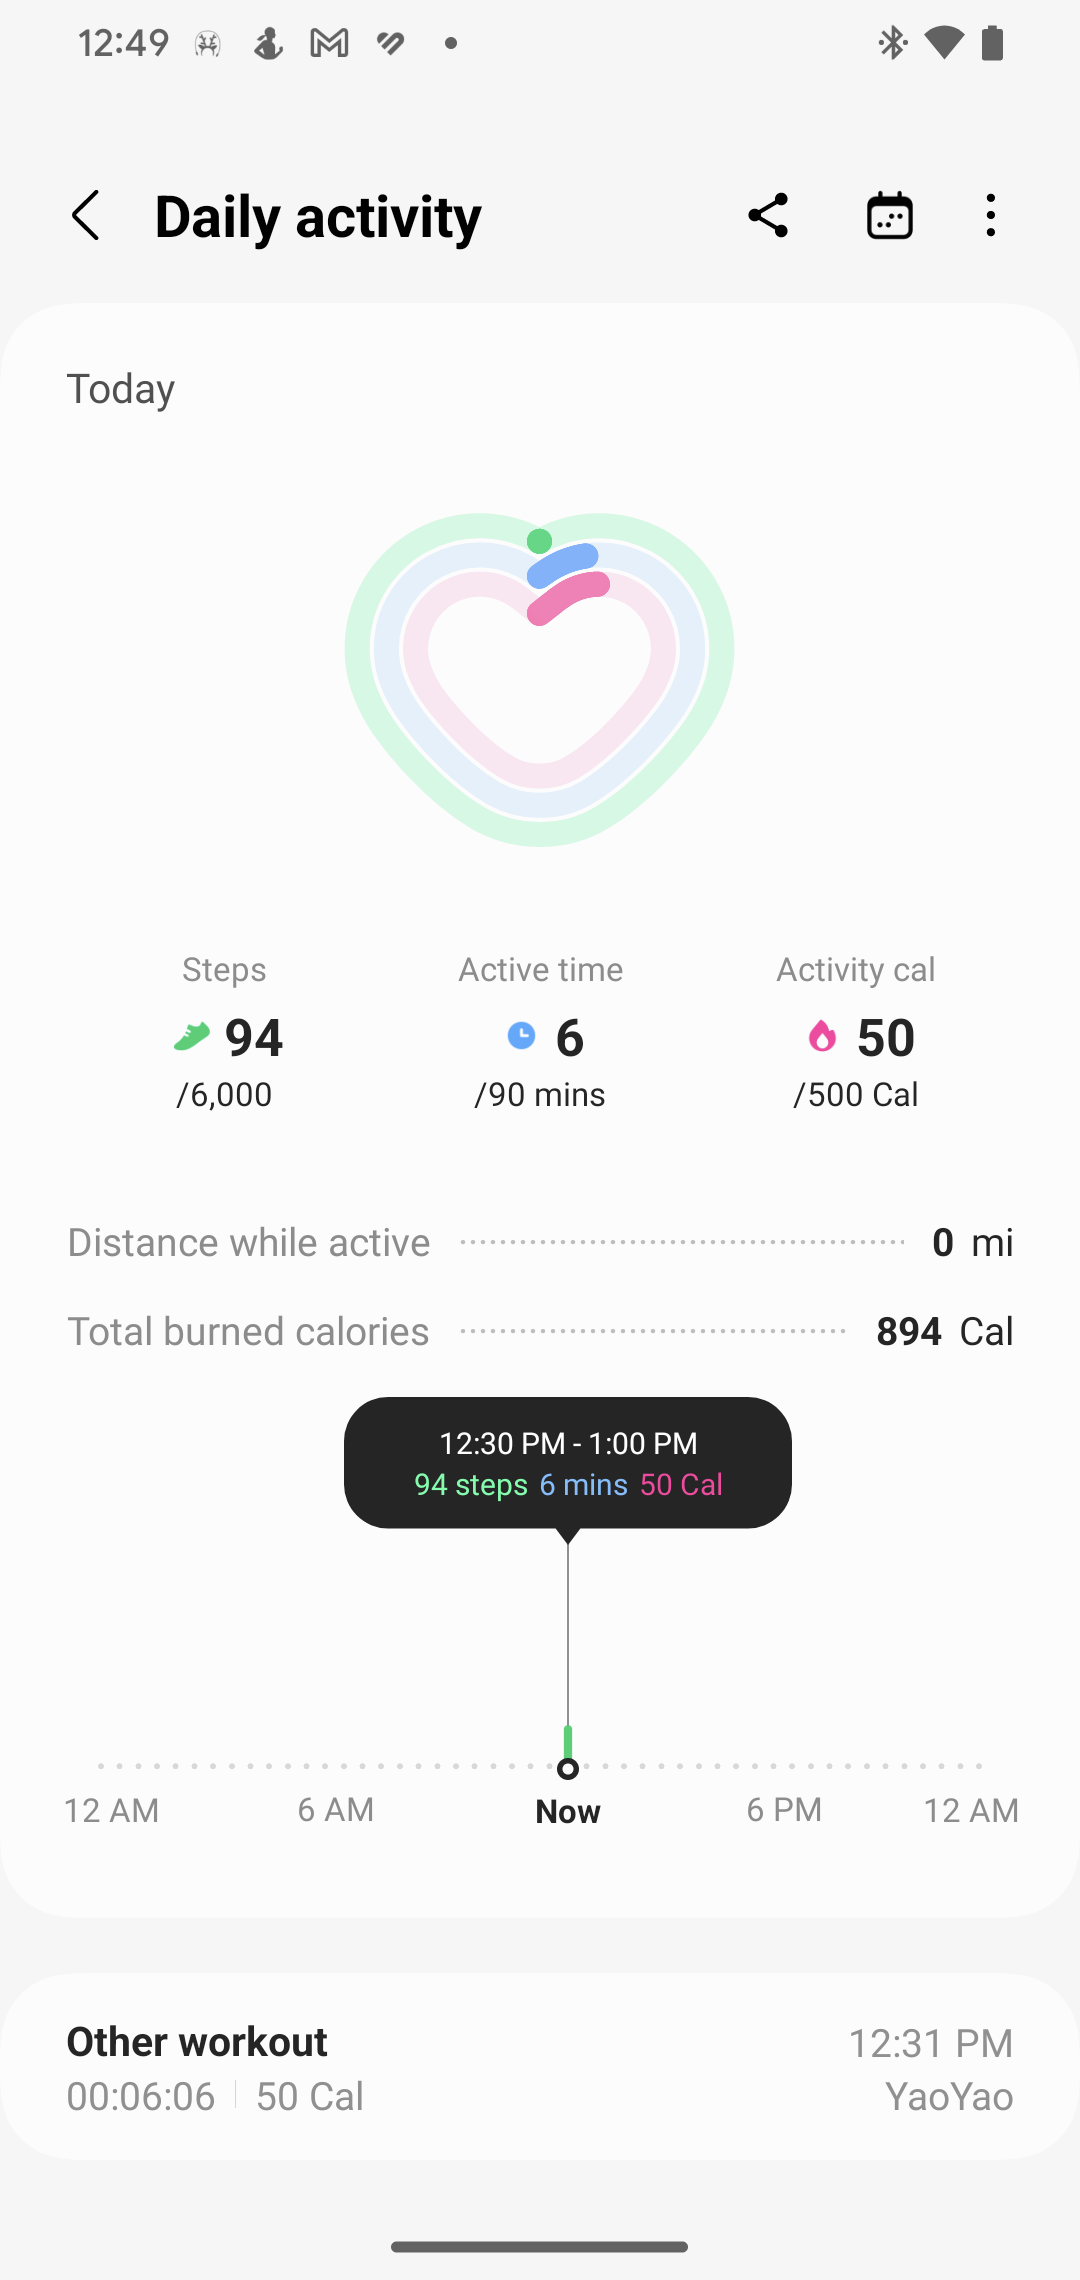 12:49
Daily activity
Today
Steps
Active time
Activity cal
94
6
50
/6,000
/90 mins
/500 Cal
Distance while active 0 mi
Total burned calories 894 Cal
12:30 PM - 1:00 PM
94 steps 6 mins 50 Cal
12 AM 6 AM Now 6 PM 12 AM
Other workout 12:31 PM
00:06:06 50 Cal YaoYao